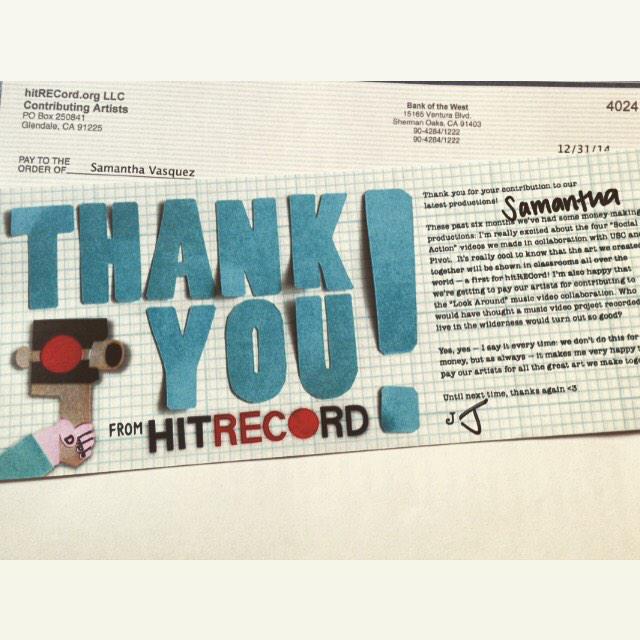 hitRECord.org LLC
Contributing Artists
PO Box 250841
Glendale, CA 91225
Bank of the West
15165 Ventura Blvd.
Sherman Oaks, CA 91403
90-4284/1222
90-4284/1222
4024
12/31/14
PAY TO THE
ORDER OF Samantha Vasquez
THANK
YOU!
FROM HITRECORD
Thank you for your contribution to our
latest productions! Samantha
These past six months we've had some money-making
productions. I'm really excited about the four "Social
Action" videos we made in collaboration with USC and
Pivot. It's really cool to know that the art we create
together will be shown in classrooms all over the
world — a first for hitRECord! I'm also happy that
we're getting to pay our artists for contributing to
the "Look Around" music video collaboration. Who
would have thought a music video project recorded
live in the wilderness would turn out so good?
Yes, yes — I say it every time: we don't do this for
money, but as always — it makes me very happy t
pay our artists for all the great art we make toge
Until next time, thanks again <3
J J